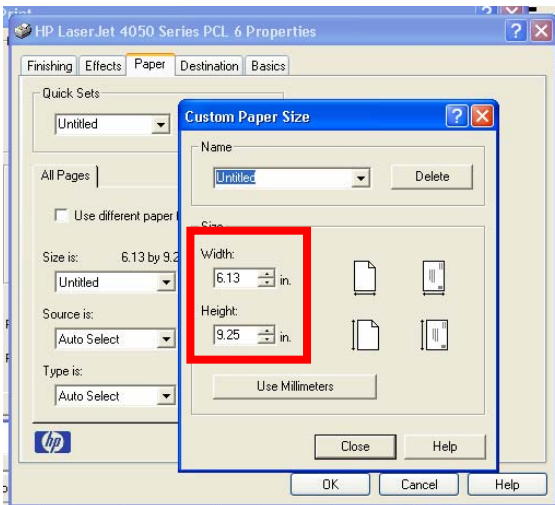 Print
HP LaserJet 4050 Series PCL 6 Properties
Finishing Effects Paper Destination Basics
Quick Sets
Untitled
All Pages
Use different paper
Size is: 6.13 by 9.2
Untitled
Source is:
Auto Select
Type is:
Auto Select
hp
Custom Paper Size
Name
Untitled
Delete
Size
Width:
6.13 in.
Height:
9.25 in.
Use Millimeters
Close Help
OK Cancel Help